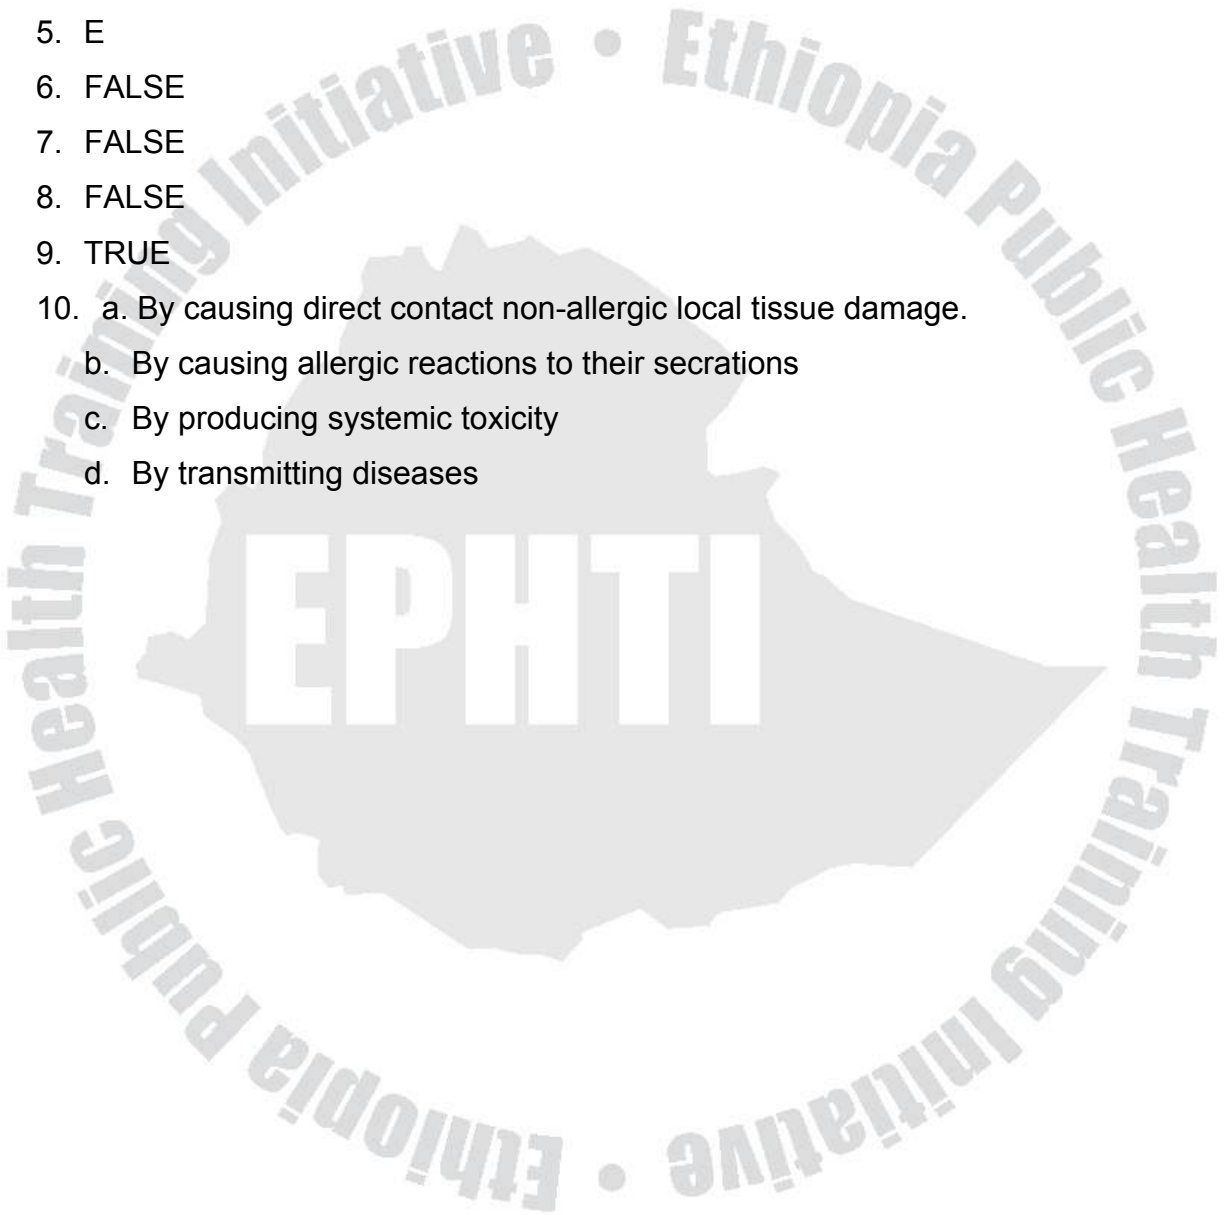 5. E
6. FALSE
7. FALSE
8. FALSE
9. TRUE
10. a. By causing direct contact non-allergic local tissue damage.
b. By causing allergic reactions to their secrations
c. By producing systemic toxicity
d. By transmitting diseases
EPHTI
Ethiopia Public Health Training Initiative • Ethiopia Public Health Training Initiative •